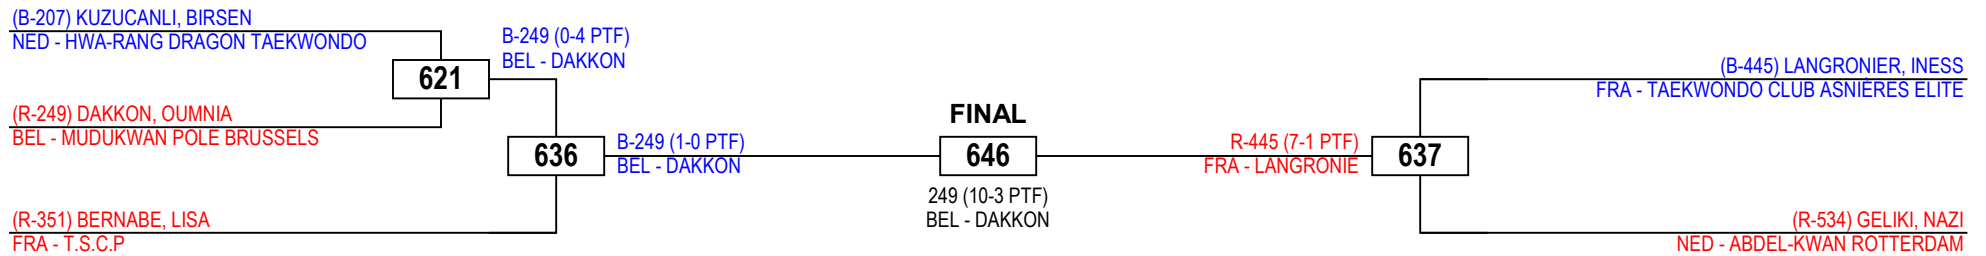 (B-207) KUZUCANLI, BIRSEN
NED - HWA-RANG DRAGON TAEKWONDO
621
(R-249) DAKKON, OUMNIA
BEL - MUDUKWAN POLE BRUSSELS
B-249 (0-4 PTF)
BEL - DAKKON
636
(R-351) BERNABE, LISA
FRA - T.S.C.P
B-249 (1-0 PTF)
BEL - DAKKON
FINAL
646
249 (10-3 PTF)
BEL - DAKKON
R-445 (7-1 PTF)
FRA - LANGRONIE
637
(B-445) LANGRONIER, INESS
FRA - TAEKWONDO CLUB ASNIÈRES ELITE
(R-534) GELIKI, NAZI
NED - ABDEL-KWAN ROTTERDAM